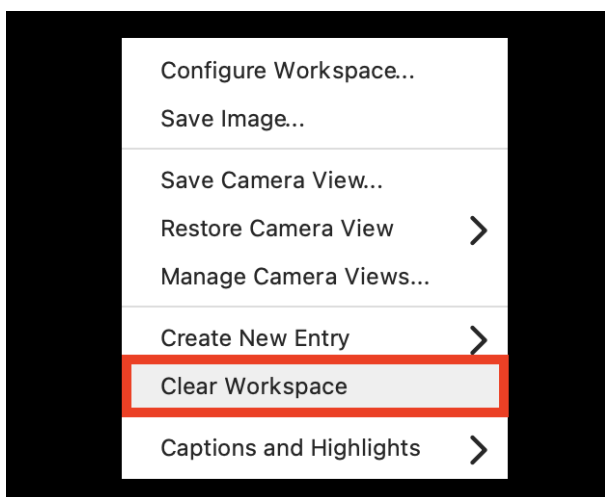 Configure Workspace...
Save Image...
Save Camera View...
Restore Camera View
Manage Camera Views...
Create New Entry
Clear Workspace
Captions and Highlights